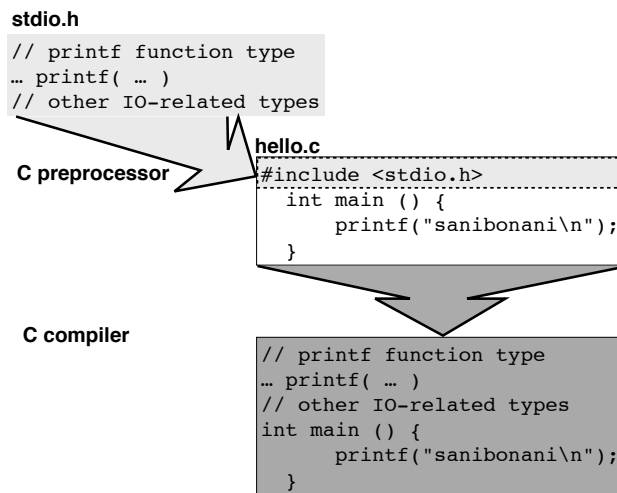 stdio.h
// printf function type
… printf( … )
// other IO-related types
C preprocessor
hello.c
#include <stdio.h>
int main () {
printf("sanibonani\n");
}
C compiler
// printf function type
… printf( … )
// other IO-related types
int main () {
printf("sanibonani\n");
}